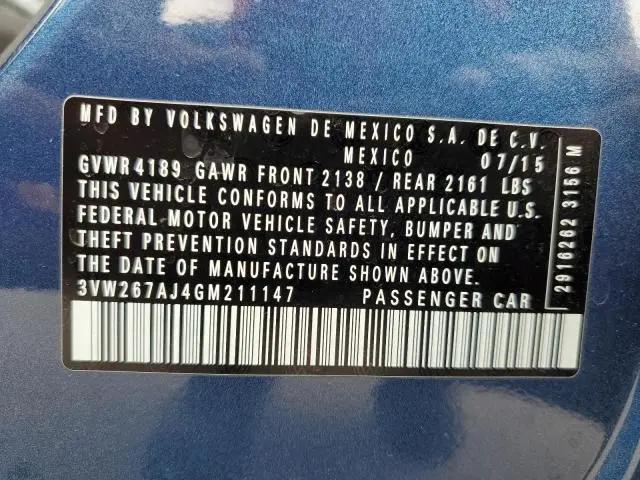 MFD BY VOLKSWAGEN DE MEXICO S.A. DE C.V.
MEXICO 07/15
GVWR 4189 GAWR FRONT 2138 / REAR 2161 LBS
THIS VEHICLE CONFORMS TO ALL APPLICABLE U.S.
FEDERAL MOTOR VEHICLE SAFETY, BUMPER AND
THEFT PREVENTION STANDARDS IN EFFECT ON
THE DATE OF MANUFACTURE SHOWN ABOVE.
3VW267AJ4GM211147 PASSENGER CAR
2916262 3156 M